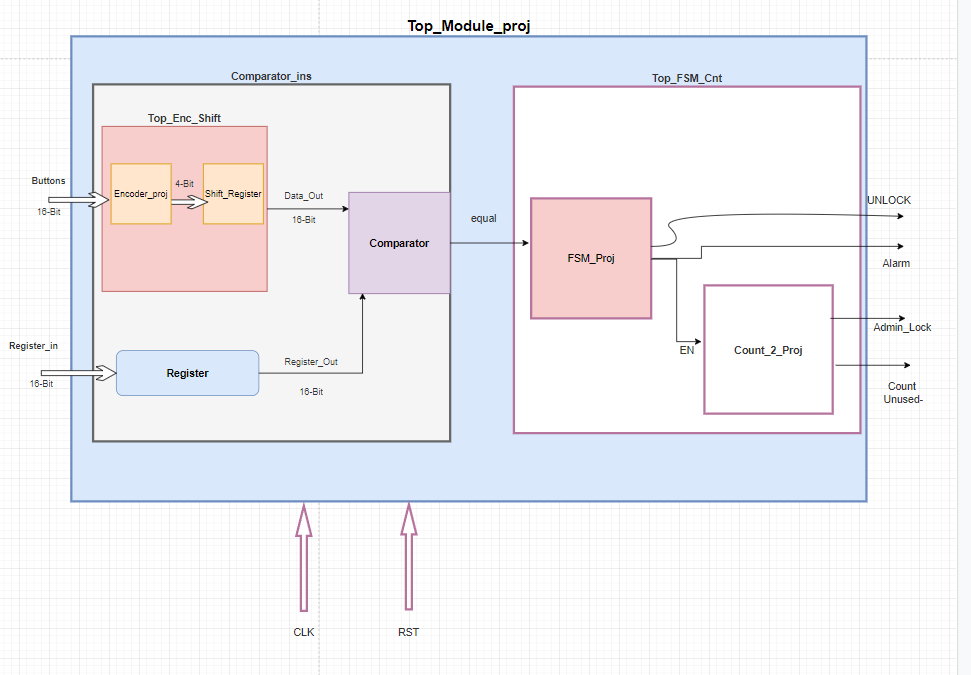 Top_Module_proj
Comparator_ins
Top_FSM_Cnt
Top_Enc_Shift
Buttons
16-Bit
Encoder_proj
4-Bit
Shift_Register
Data_Out
16-Bit
Comparator
equal
FSM_Proj
UNLOCK
Alarm
Register_in
16-Bit
Register
Register_Out
16-Bit
EN
Count_2_Proj
Admin_Lock
Count
Unused-
CLK
RST